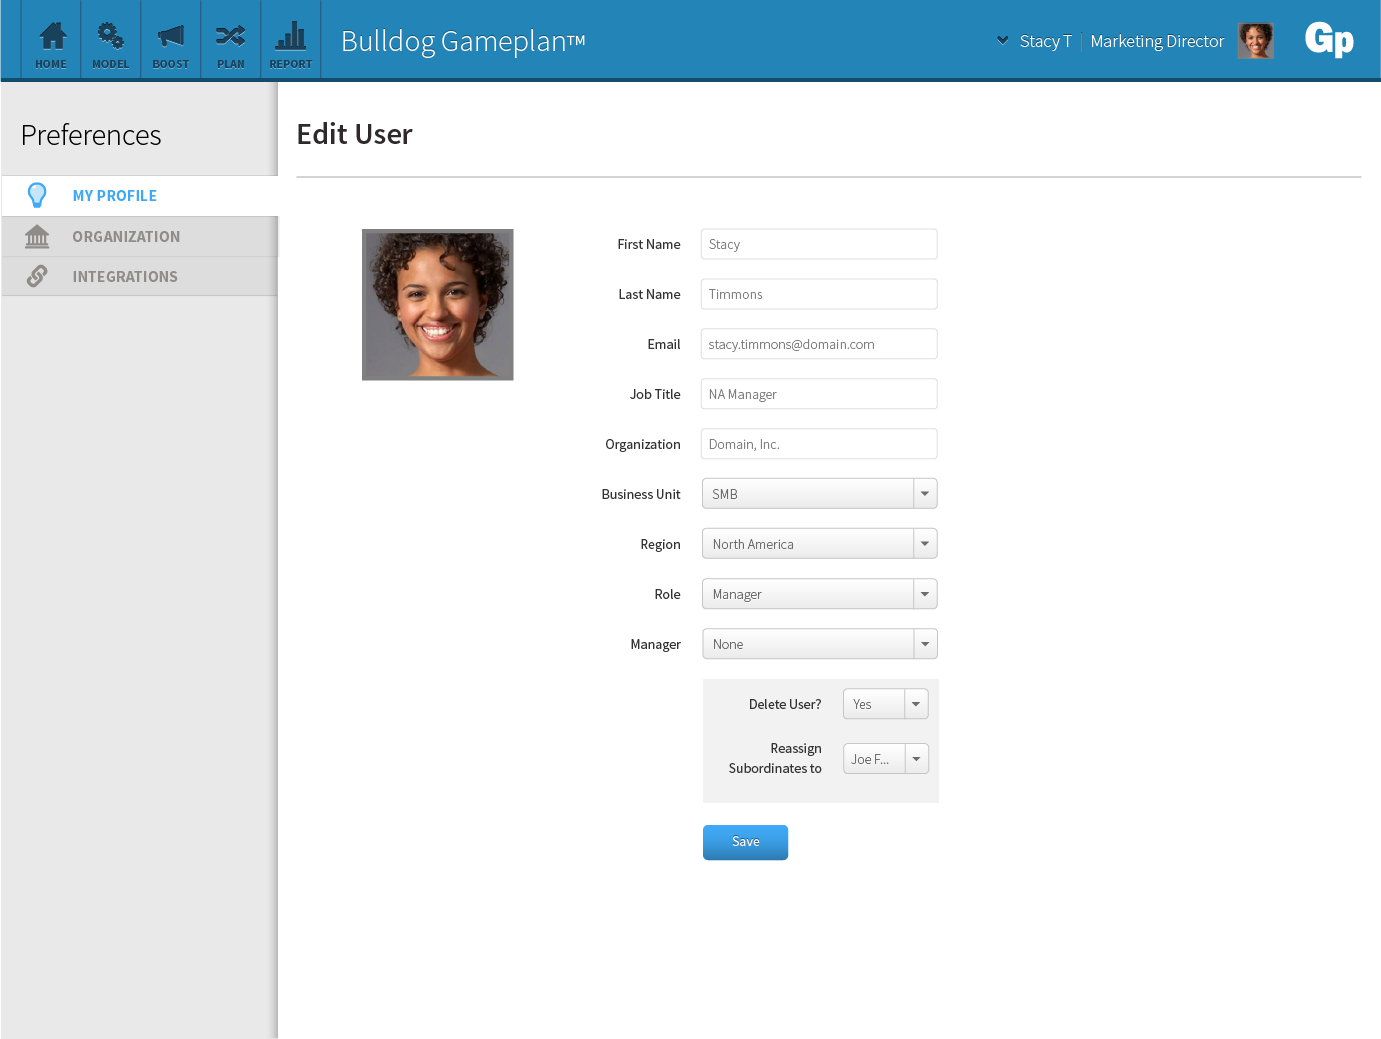 HOME
MODEL
BOOST
PLAN
REPORT
Bulldog Gameplan™
Stacy T
Marketing Director
Gp
Preferences
MY PROFILE
ORGANIZATION
INTEGRATIONS
Edit User
First Name Stacy
Last Name Timmons
Email stacy.timmons@domain.com
Job Title NA Manager
Organization Domain, Inc.
Business Unit SMB
Region North America
Role Manager
Manager None
Delete User? Yes
Reassign
Subordinates to Joe F...
Save